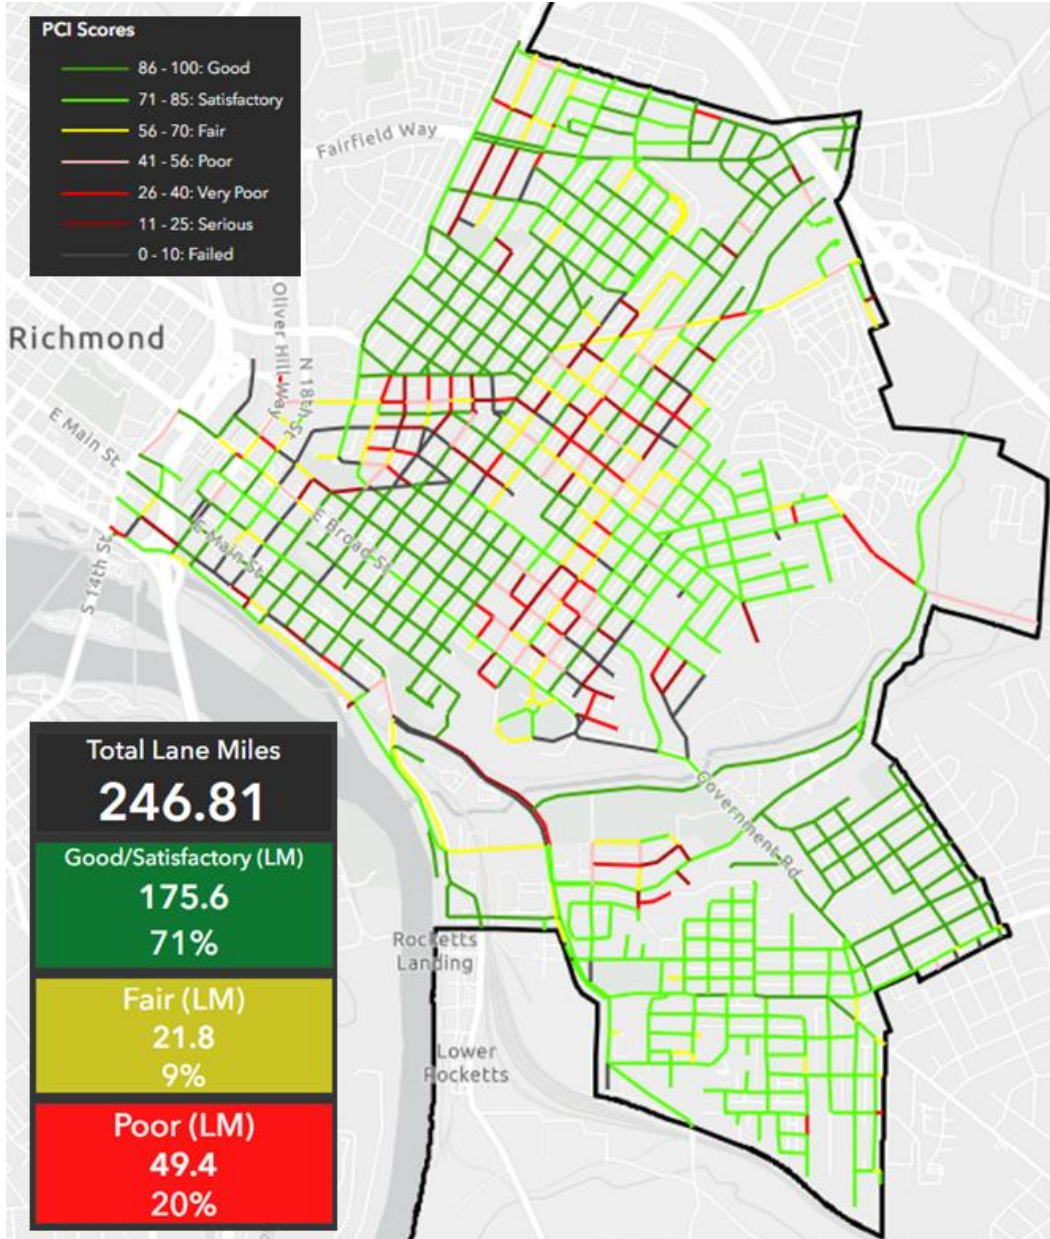 PCI Scores
86 - 100: Good
71 - 85: Satisfactory
56 - 70: Fair
41 - 56: Poor
26 - 40: Very Poor
11 - 25: Serious
0 - 10: Failed
Fairfield Way
Richmond
Oliver Hill Way
N 18th St
E Main St
S 14th St
E Main St
E Broad St
Government Rd
Rocketts
Landing
Lower
Rocketts
Total Lane Miles
246.81
Good/Satisfactory (LM)
175.6
71%
Fair (LM)
21.8
9%
Poor (LM)
49.4
20%